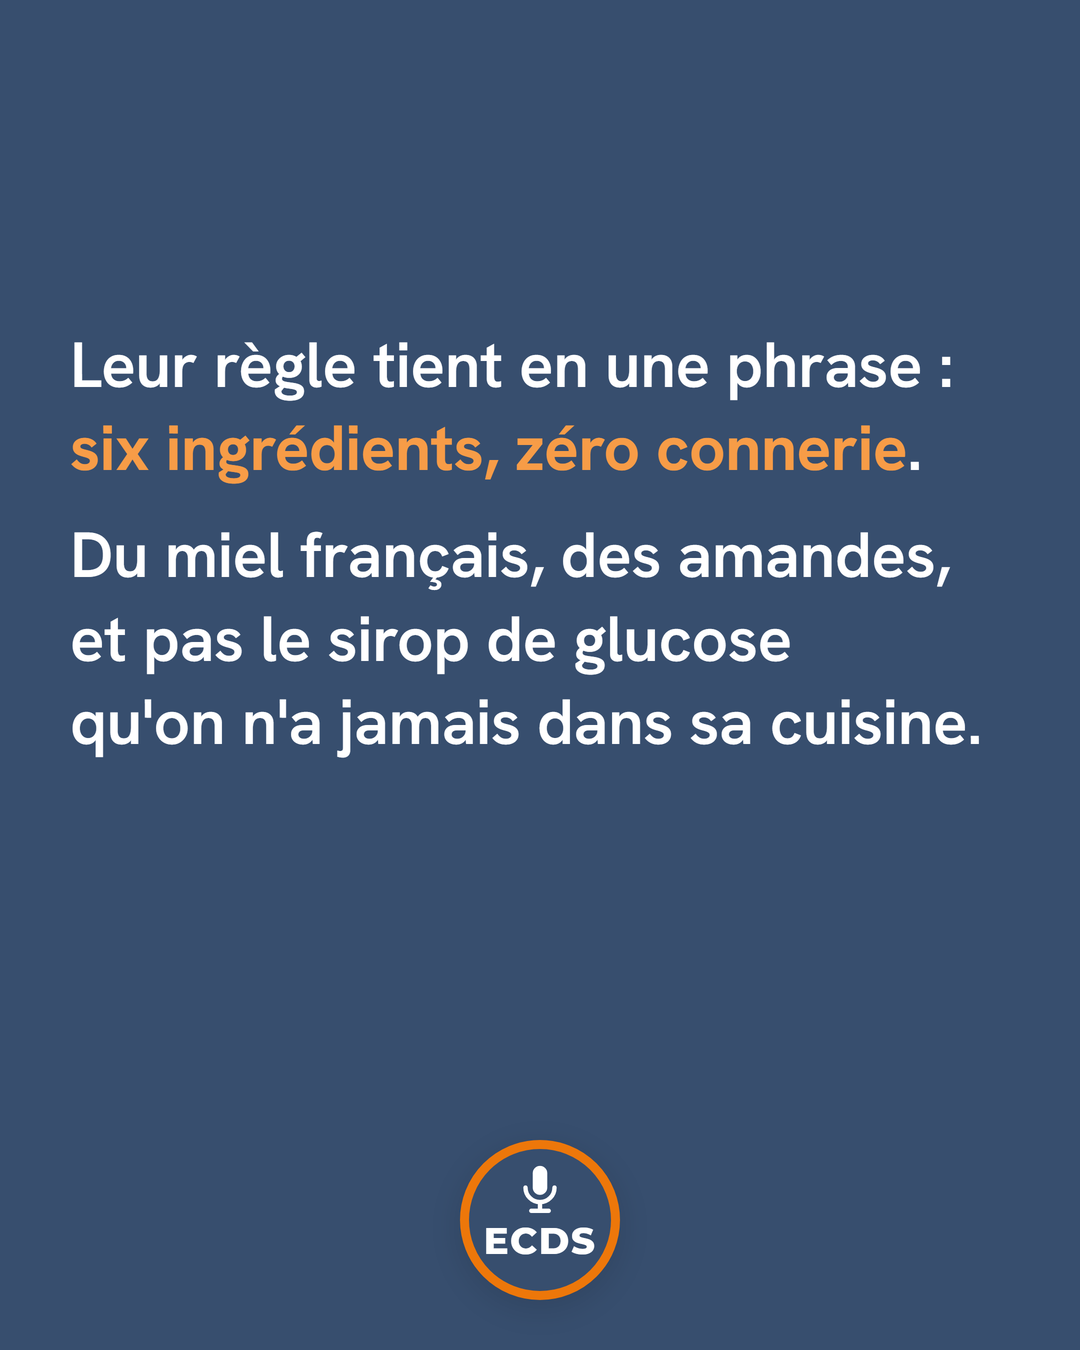 Leur règle tient en une phrase :
six ingrédients, zéro connerie.
Du miel français, des amandes,
et pas le sirop de glucose
qu'on n'a jamais dans sa cuisine.
ECDS